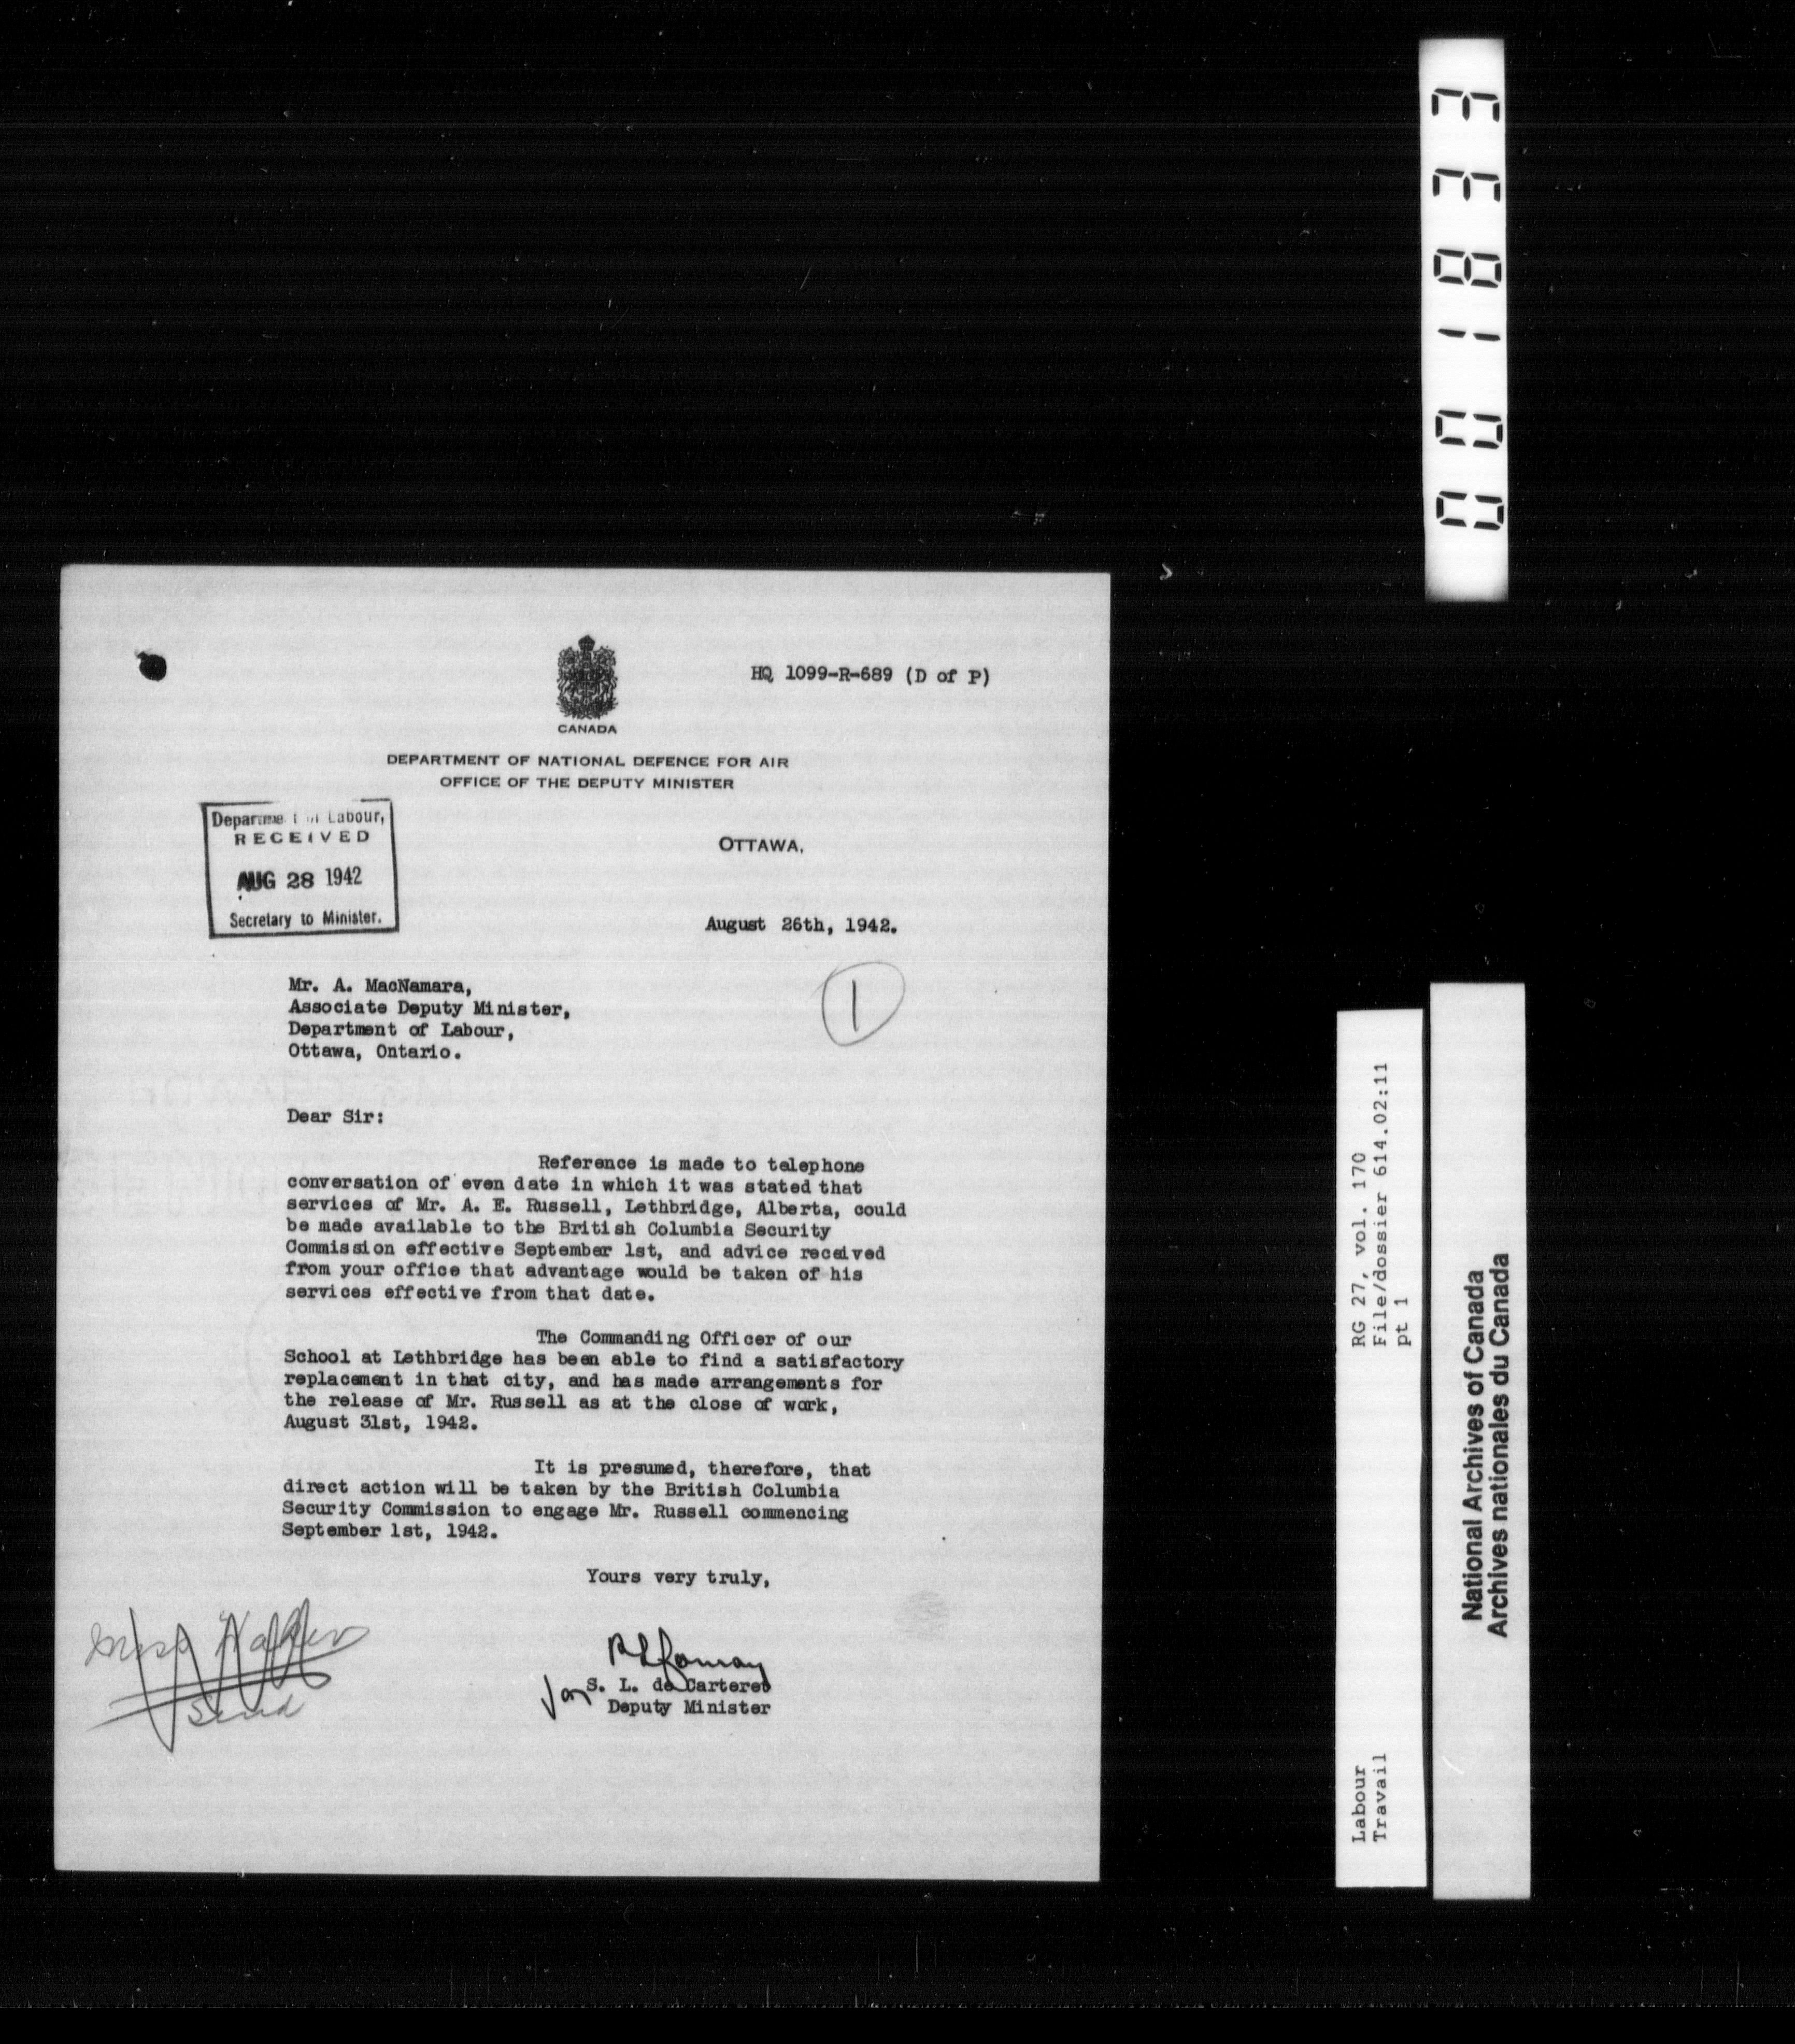 001833
HQ 1099-R-689 (D of P)
CANADA
DEPARTMENT OF NATIONAL DEFENCE FOR AIR
OFFICE OF THE DEPUTY MINISTER
Department of Labour,
RECEIVED
AUG 28 1942
Secretary to Minister.
OTTAWA,
August 26th, 1942.
1
Mr. A. MacNamara,
Associate Deputy Minister,
Department of Labour,
Ottawa, Ontario.
Dear Sir:
Reference is made to telephone
conversation of even date in which it was stated that
services of Mr. A. E. Russell, Lethbridge, Alberta, could
be made available to the British Columbia Security
Commission effective September 1st, and advice received
from your office that advantage would be taken of his
services effective from that date.
The Commanding Officer of our
School at Lethbridge has been able to find a satisfactory
replacement in that city, and has made arrangements for
the release of Mr. Russell as at the close of work,
August 31st, 1942.
It is presumed, therefore, that
direct action will be taken by the British Columbia
Security Commission to engage Mr. Russell commencing
September 1st, 1942.
Yours very truly,
for S. L. de Carteret
Deputy Minister
Miss
Send
RG 27, vol. 170
File/dossier 614.02:11
pt 1
Labour
Travail
National Archives of Canada
Archives nationales du Canada